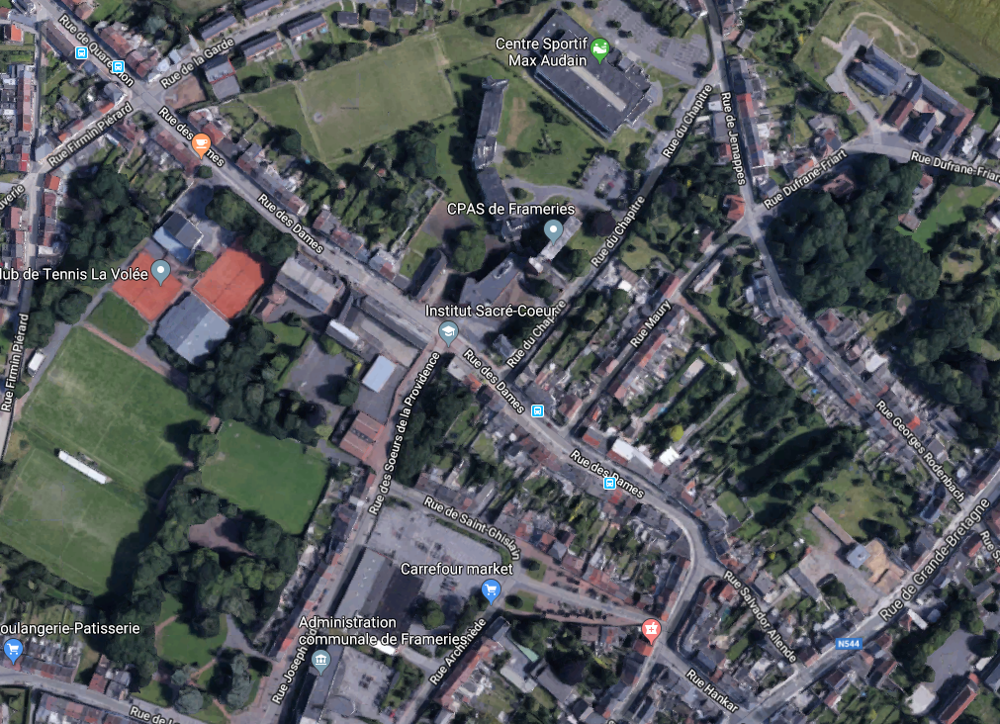 Rue de Quaregnon
Rue de la Garde
Centre Sportif
Max Audain
Rue Firmin Piérard
Rue des Dames
Rue du Chapitre
Rue de Jemappes
Rue Dufrane-Friart
Rue Dufrane-Friart
Rue du Chapitre
CPAS de Frameries
Rue des Dames
lub de Tennis La Volée
Institut Sacré-Coeur
Rue du Chapitre
Rue Maury
Rue Firmin Piérard
Rue des Soeurs de la Providence
Rue des Dames
Rue Georges Rodenbach
Rue des Dames
Rue de Saint-Ghislain
Rue de Grande-Bretagne
Carrefour market
Rue Salvador Allende
oulangerie-Patisserie
Administration
communale de Frameries
Rue Archimède
N544
Rue Joseph
Rue Hankar
Rue de